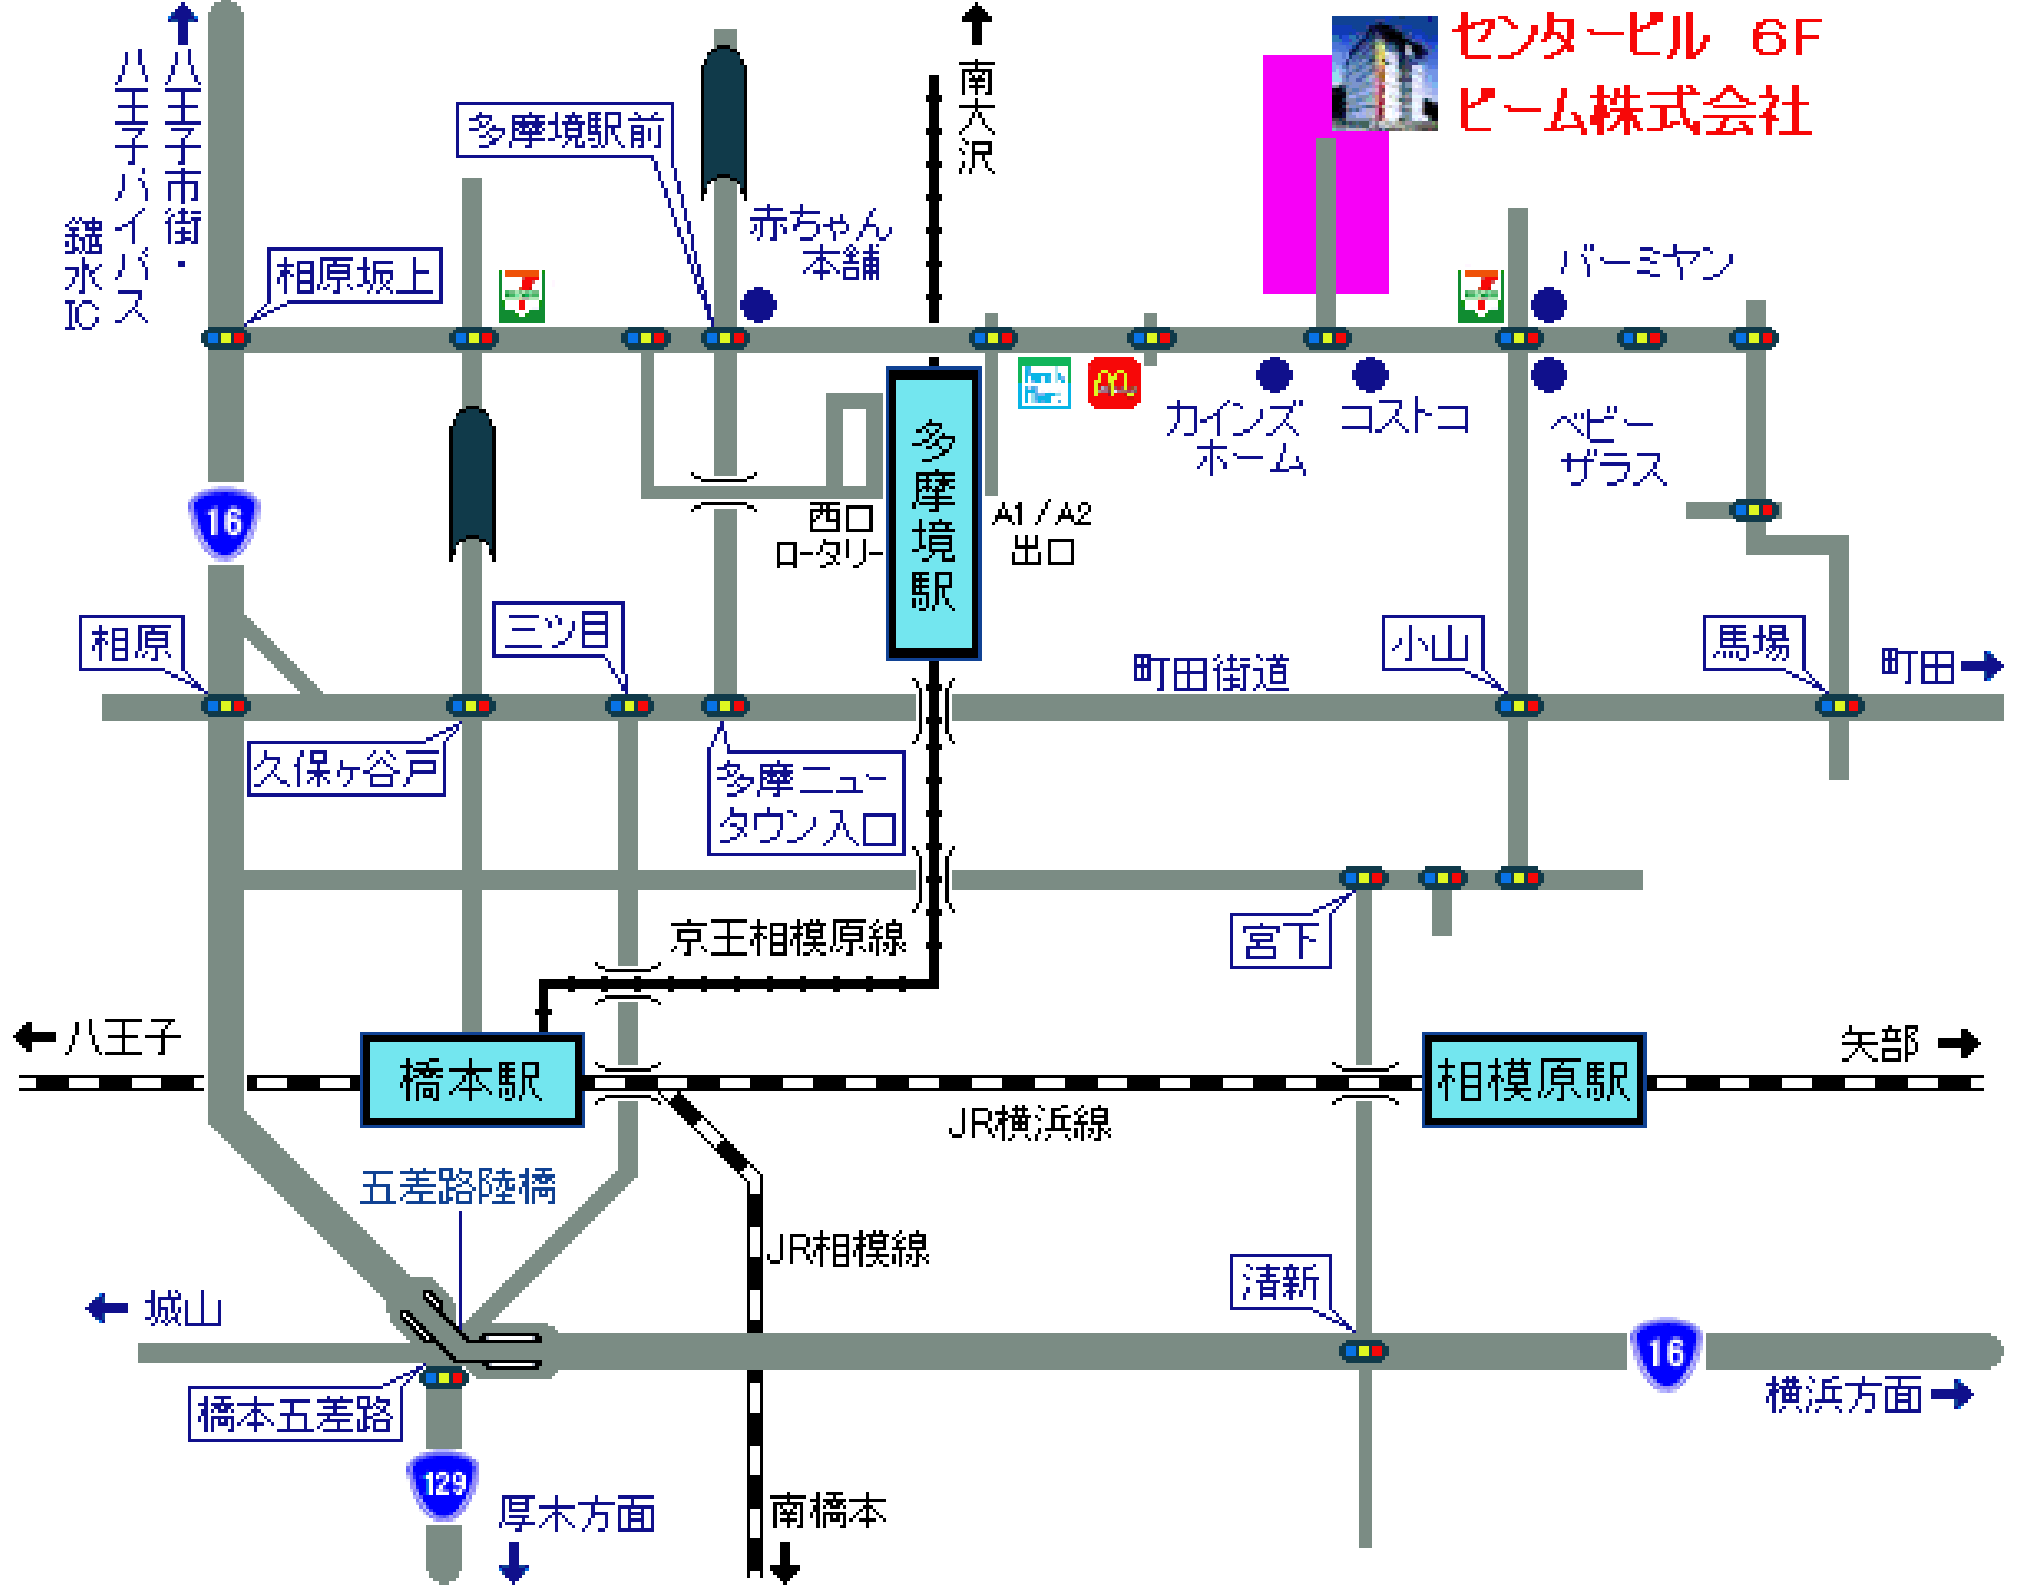 八王子市街・
八王子バイパス
鑓水IC
南大沢
センタービル 6F
ビーム株式会社
多摩境駅前
赤ちゃん
本舗
相原坂上
バーミヤン
カインズ
ホーム
コストコ
ベビー
ザラス
多摩境駅
西口
ロータリー
A1/A2
出口
16
相原
三ツ目
町田街道
小山
馬場
町田
久保ヶ谷戸
多摩ニュー
タウン入口
京王相模原線
宮下
八王子
橋本駅
相模原駅
矢部
JR横浜線
五差路陸橋
JR相模線
城山
清新
16
橋本五差路
横浜方面
129
厚木方面
南橋本